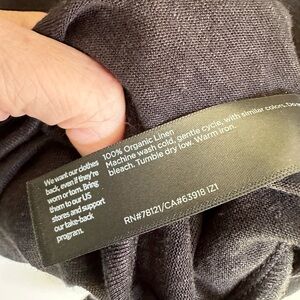 We want our clothes
back, even if they're
worn or torn. Bring
them to our US
stores and support
our take-back
program.
100% Organic Linen
Machine wash cold, gentle cycle, with similar colors.
bleach. Tumble dry low. Warm iron.
RN#78121/CA#63918 IZ1